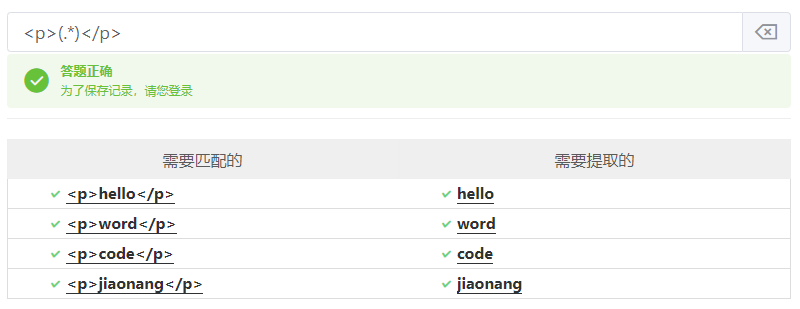 <p>(.*)</p>
答题正确
为了保存记录，请您登录
需要匹配的 需要提取的
<p>hello</p> hello
<p>word</p> word
<p>code</p> code
<p>jiaonang</p> jiaonang